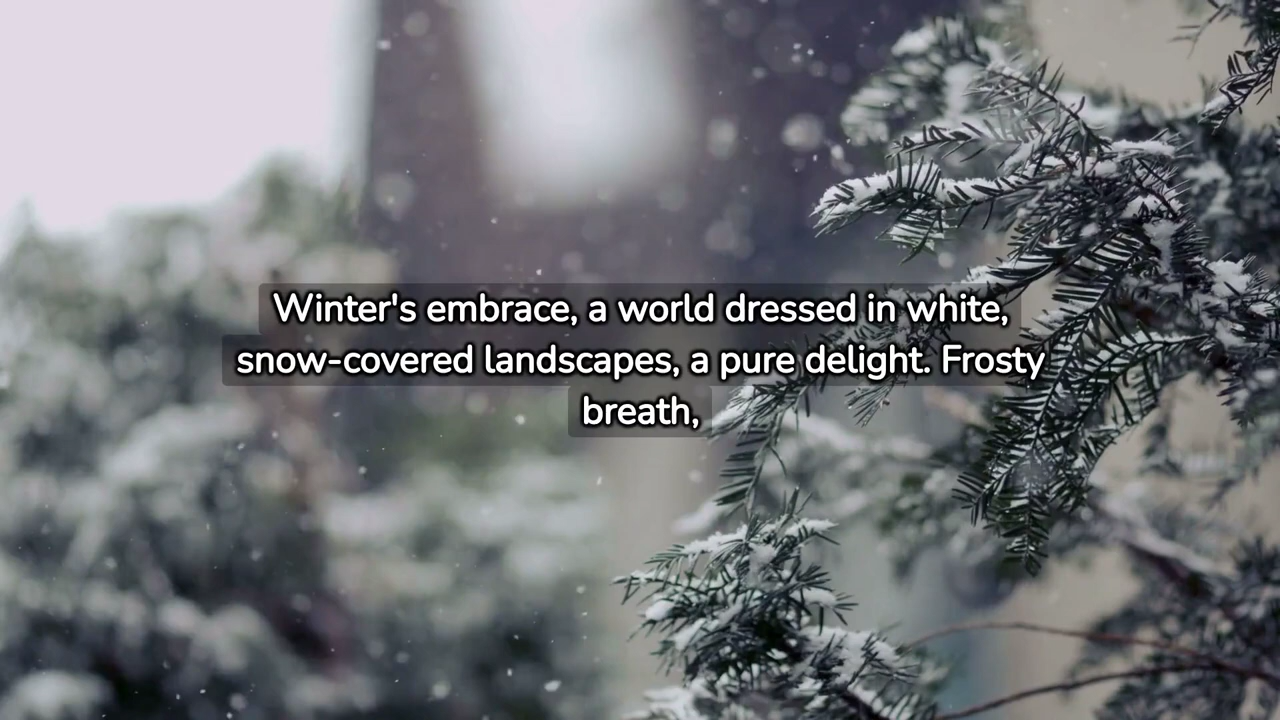 Winter's embrace, a world dressed in white,
snow-covered landscapes, a pure delight. Frosty
breath,